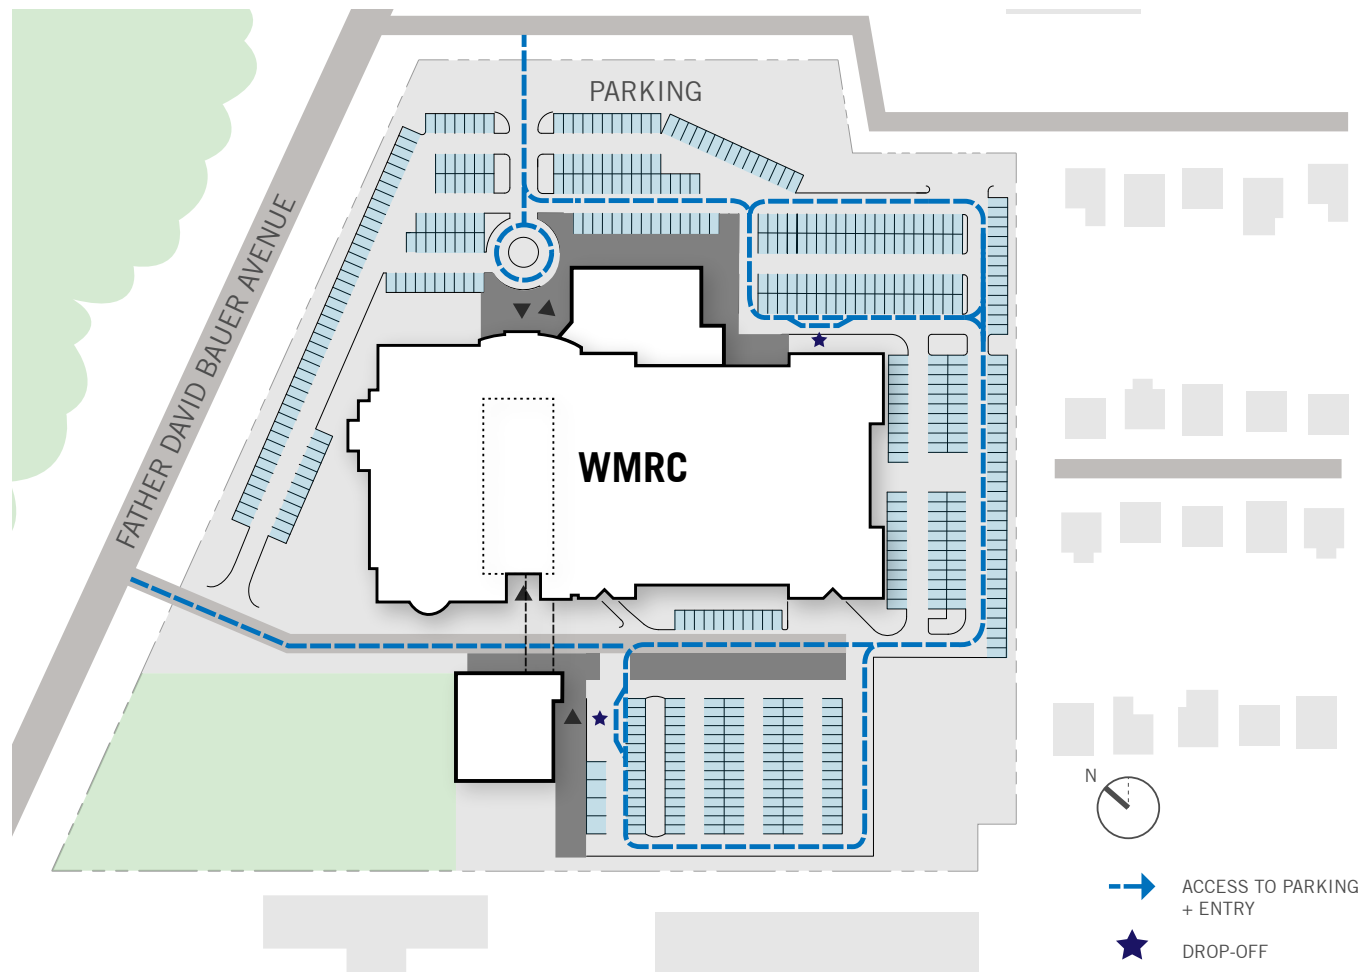 PARKING
FATHER DAVID BAUER AVENUE
WMRC
N
ACCESS TO PARKING
+ ENTRY
DROP-OFF